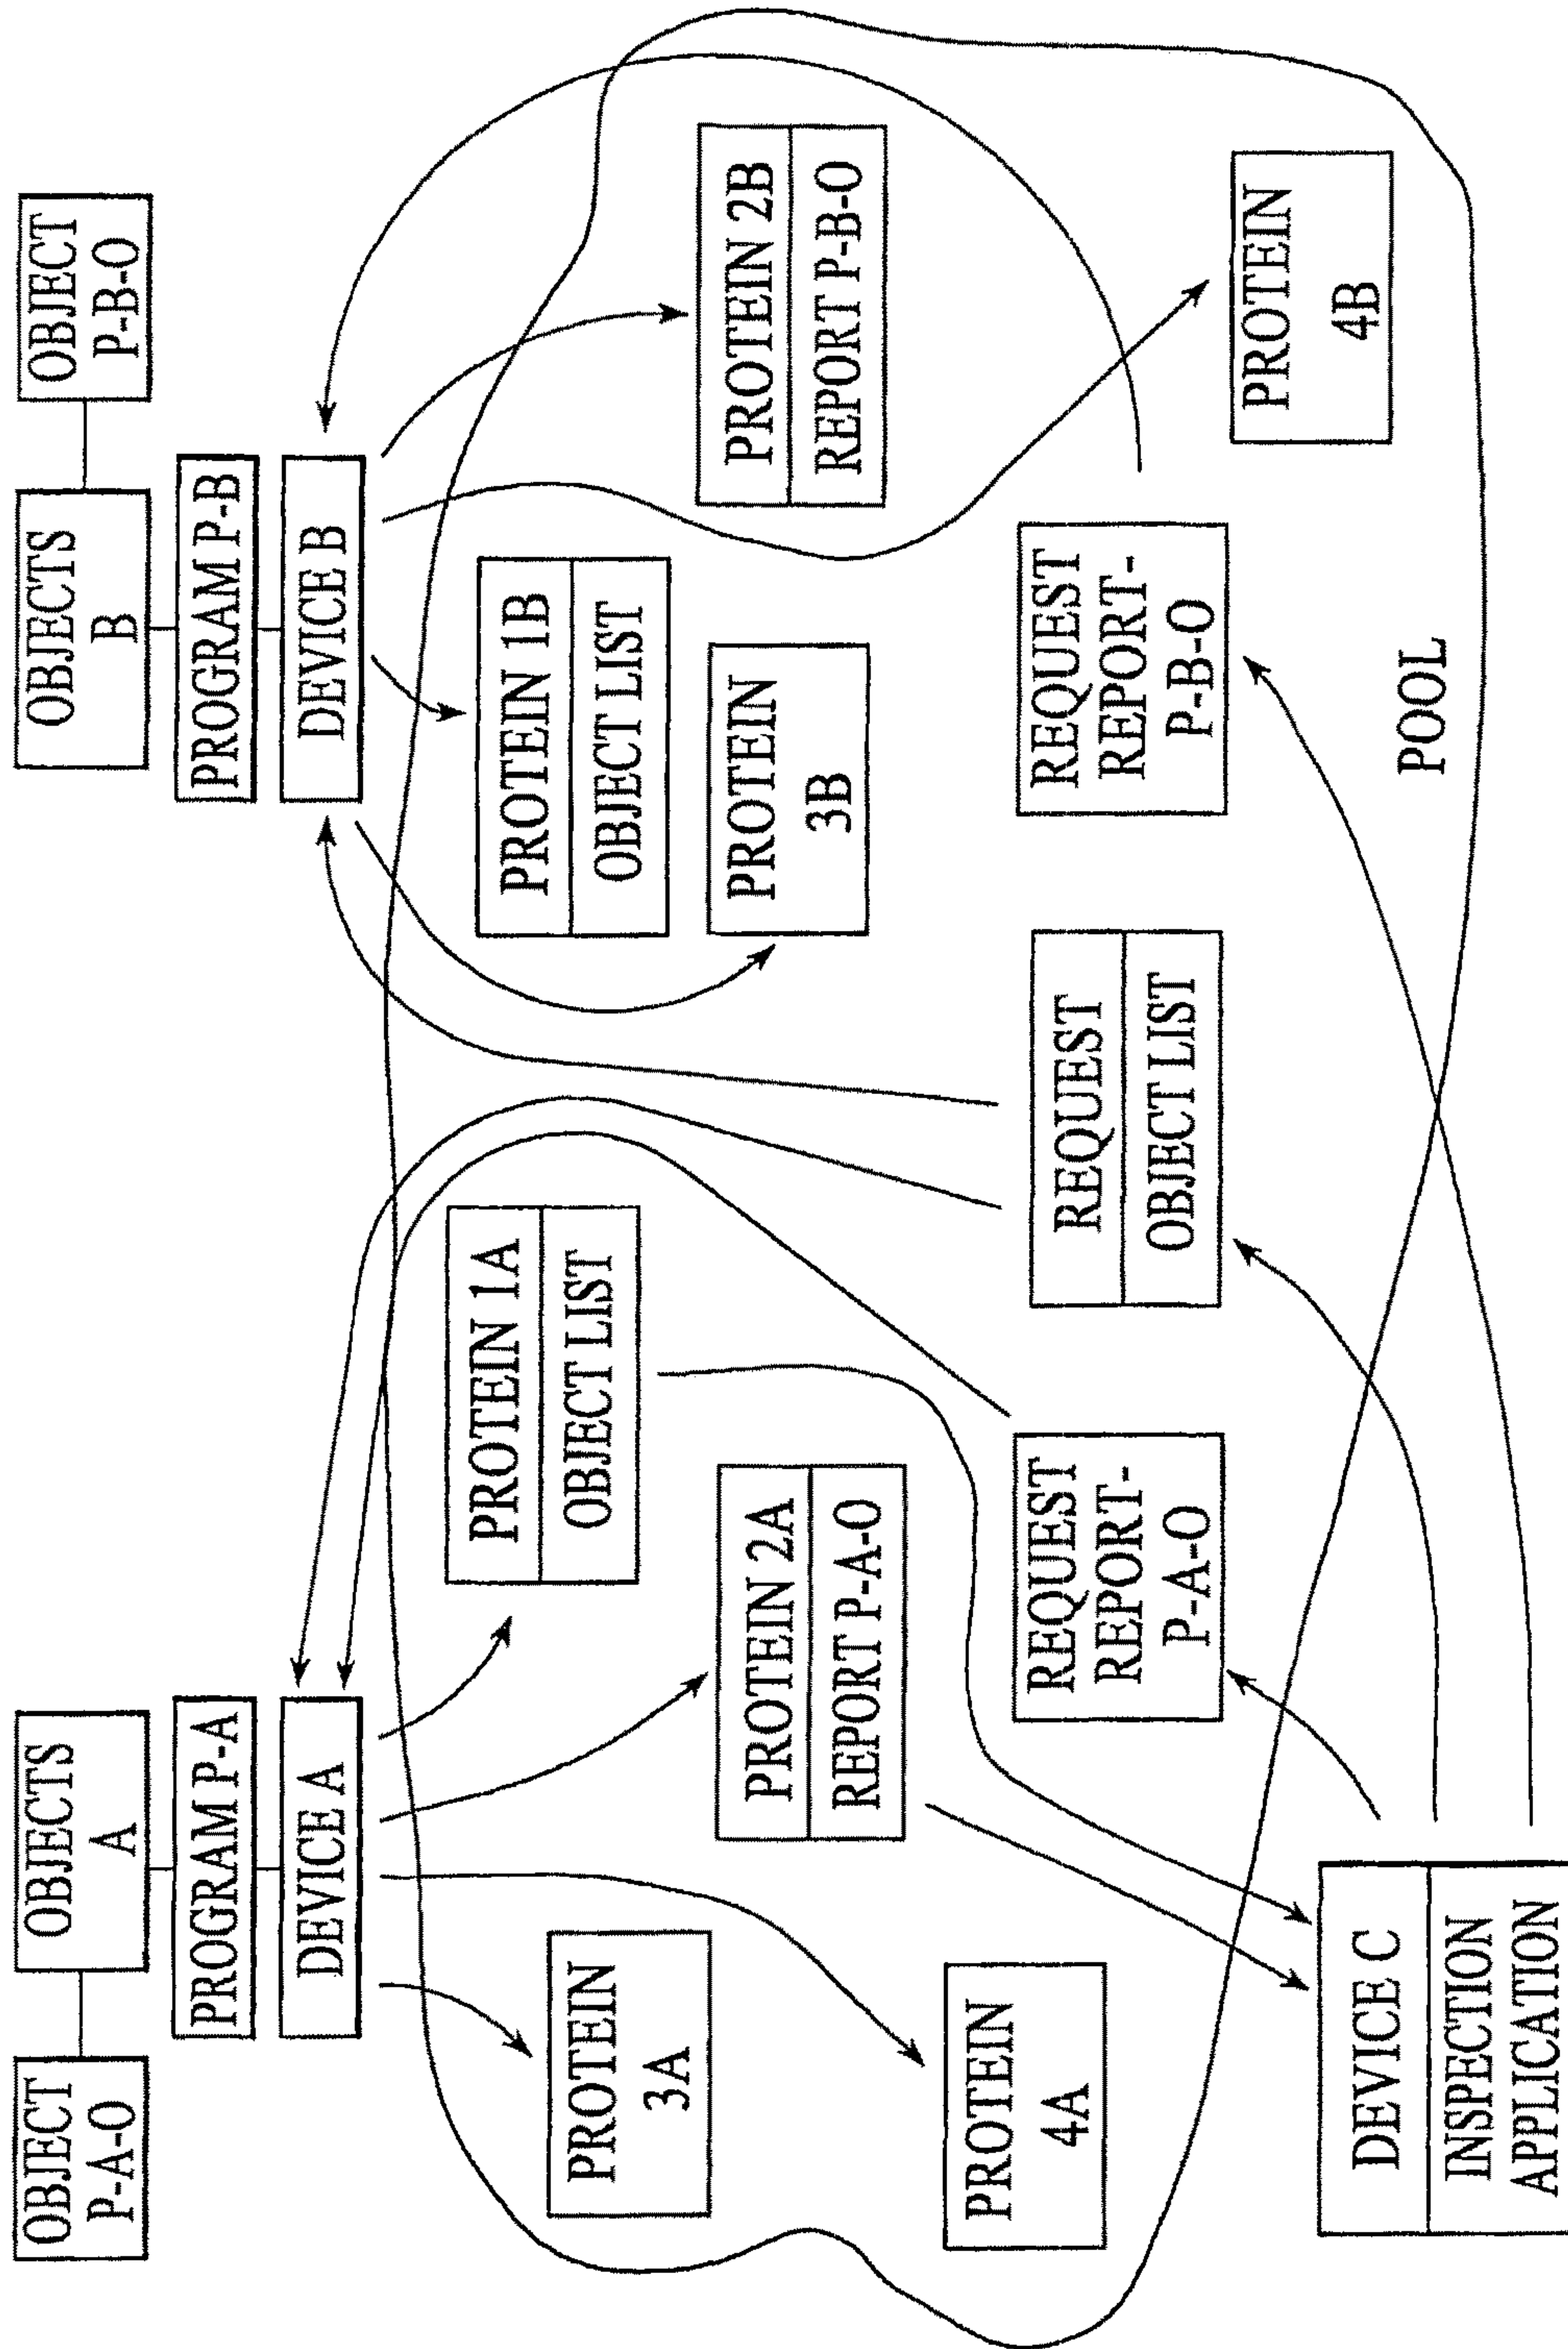 OBJECT
P-A-O
OBJECTS
A
OBJECTS
B
OBJECT
P-B-O
PROGRAM P-A
PROGRAM P-B
DEVICE A
DEVICE B
PROTEIN 1A
OBJECT LIST
PROTEIN 1B
OBJECT LIST
PROTEIN
3A
PROTEIN 2A
REPORT P-A-O
PROTEIN
3B
PROTEIN 2B
REPORT P-B-O
PROTEIN
4A
REQUEST
REPORT-
P-A-O
REQUEST
OBJECT LIST
REQUEST
REPORT-
P-B-O
PROTEIN
4B
DEVICE C
INSPECTION
APPLICATION
POOL